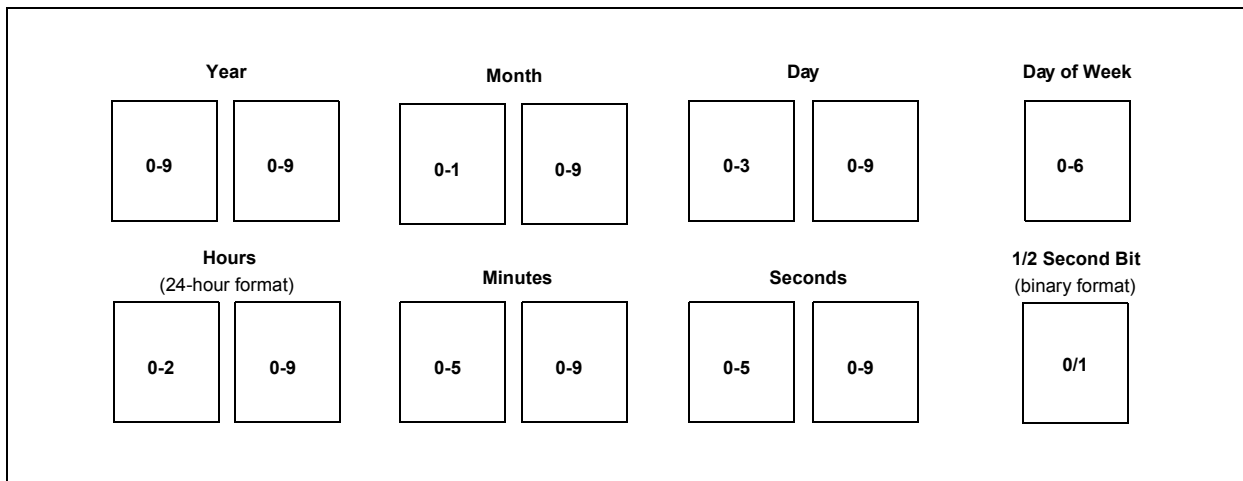 Year
Month
Day
Day of Week
0-9 0-9
0-1 0-9
0-3 0-9
0-6
Hours
(24-hour format)
Minutes
Seconds
1/2 Second Bit
(binary format)
0-2 0-9
0-5 0-9
0-5 0-9
0/1